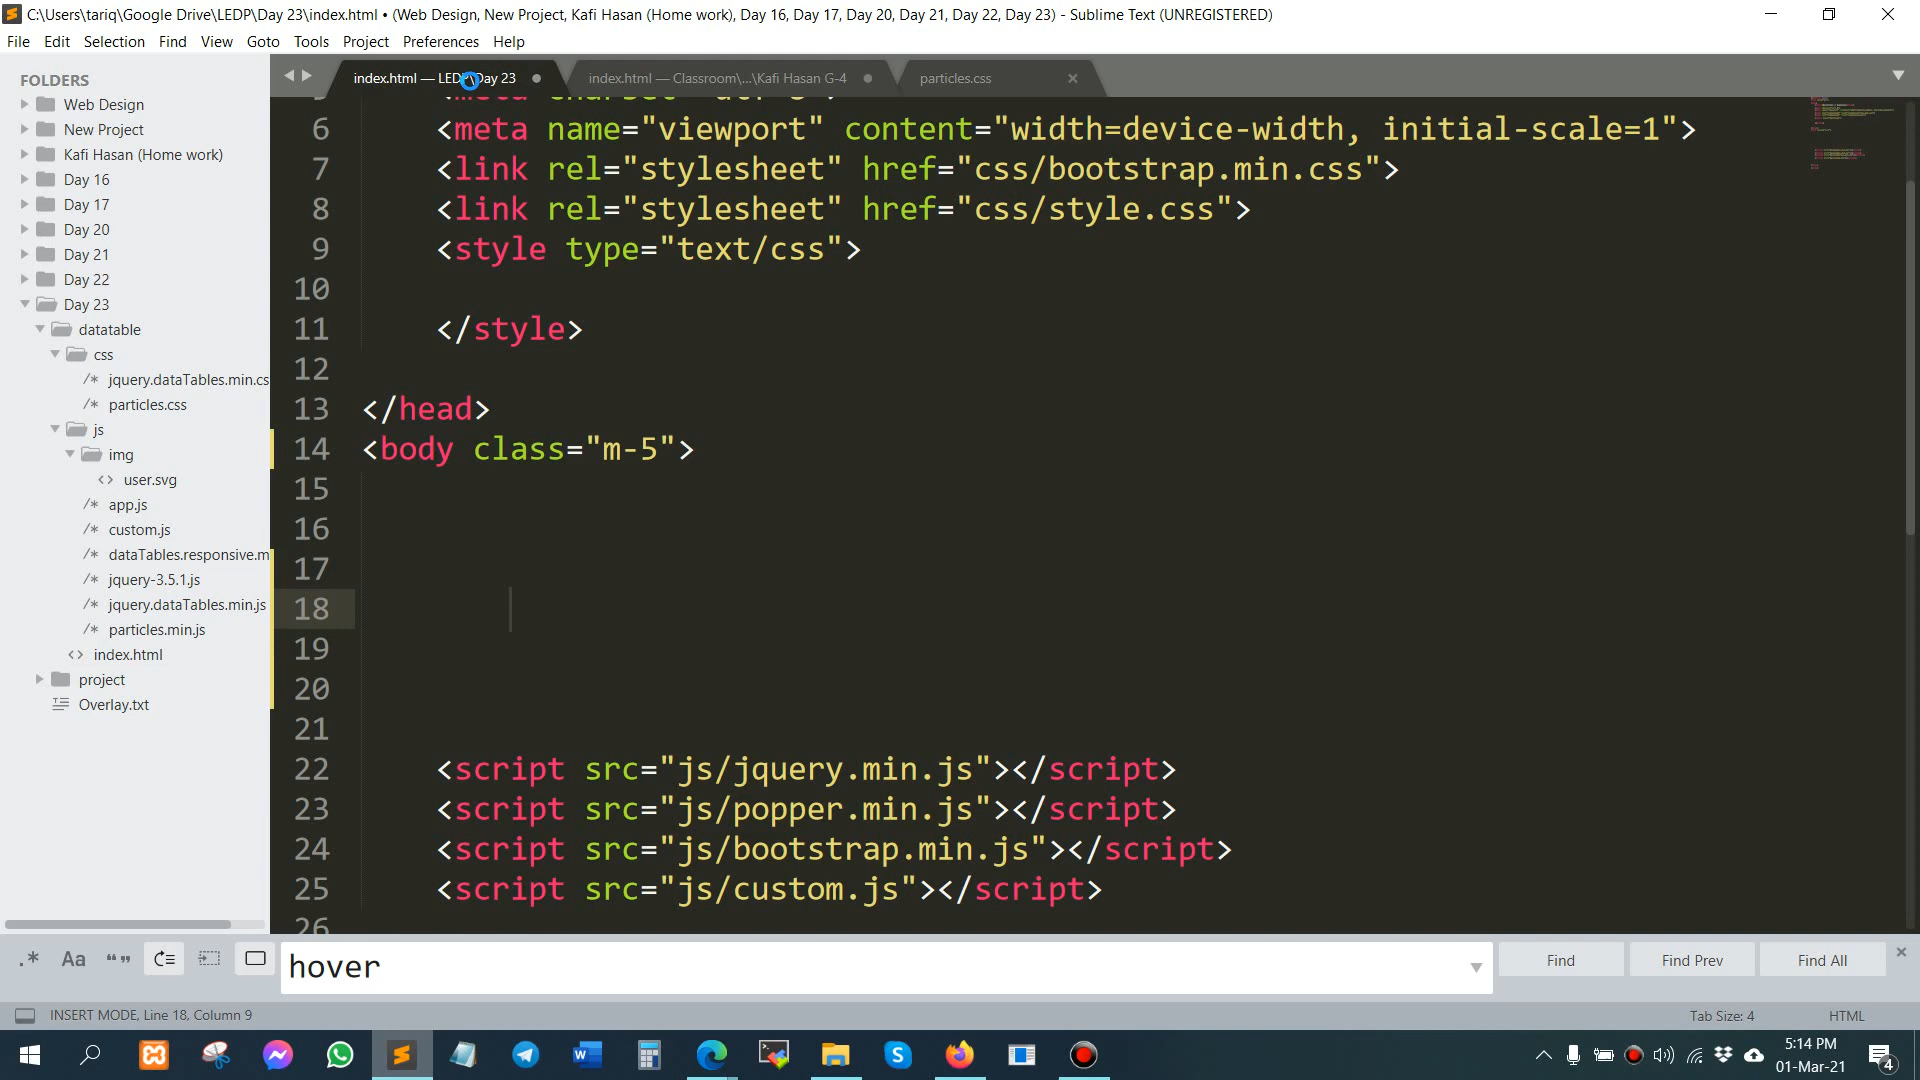 C:\Users\tariq\Google Drive\LEDP\Day 23\index.html • (Web Design, New Project, Kafi Hasan (Home work), Day 16, Day 17, Day 20, Day 21, Day 22, Day 23) - Sublime Text (UNREGISTERED)
File Edit Selection Find View Goto Tools Project Preferences Help
index.html — LEDP\Day 23
index.html — Classroom\...\Kafi Hasan G-4
particles.css
FOLDERS
Web Design
New Project
Kafi Hasan (Home work)
Day 16
Day 17
Day 20
Day 21
Day 22
Day 23
datatable
css
/* jquery.dataTables.min.cs
/* particles.css
js
img
<> user.svg
/* app.js
/* custom.js
/* dataTables.responsive.m
/* jquery-3.5.1.js
/* jquery.dataTables.min.js
/* particles.min.js
<> index.html
project
Overlay.txt
6 <meta name="viewport" content="width=device-width, initial-scale=1">
7 <link rel="stylesheet" href="css/bootstrap.min.css">
8 <link rel="stylesheet" href="css/style.css">
9 <style type="text/css">
10
11 </style>
12
13 </head>
14 <body class="m-5">
15
16
17
18
19
20
21
22 <script src="js/jquery.min.js"></script>
23 <script src="js/popper.min.js"></script>
24 <script src="js/bootstrap.min.js"></script>
25 <script src="js/custom.js"></script>
26
.* Aa “” hover Find Find Prev Find All
INSERT MODE, Line 18, Column 9 Tab Size: 4 HTML
5:14 PM
01-Mar-21
4